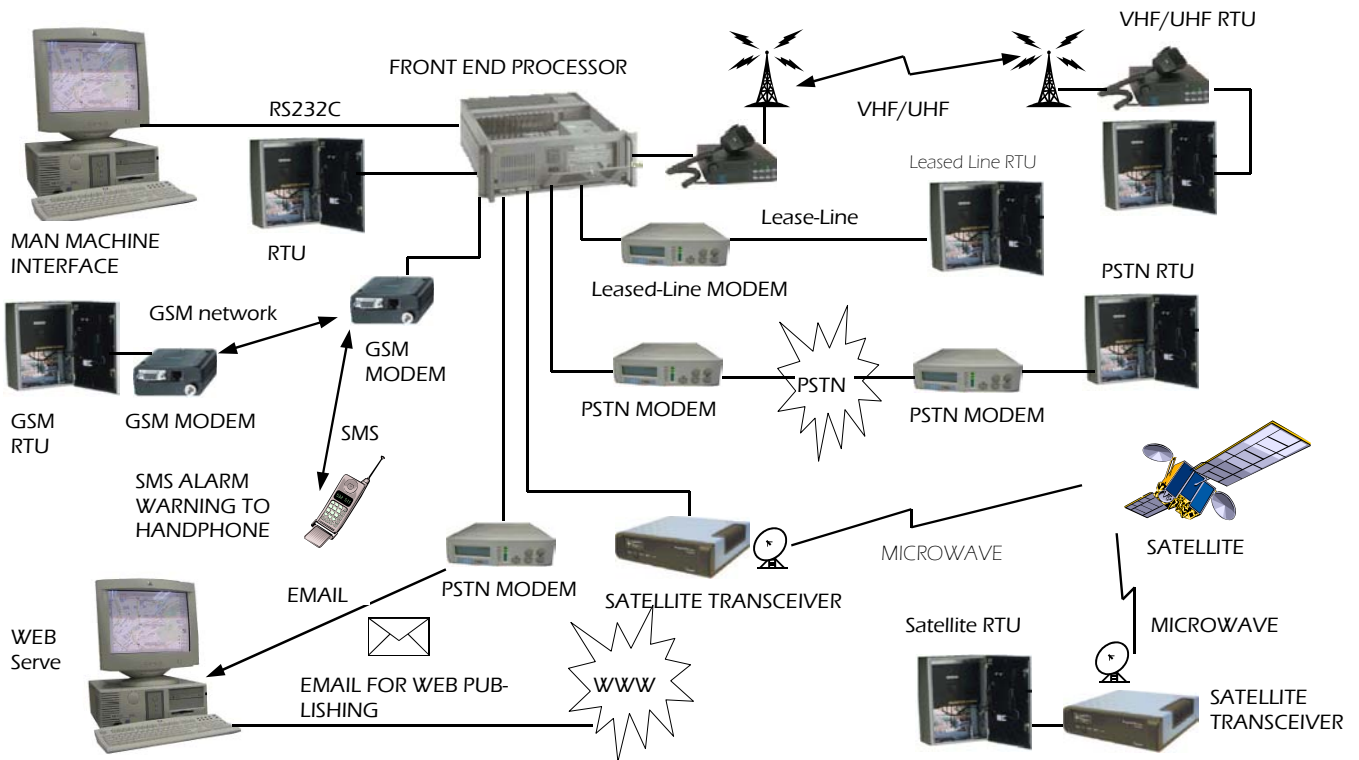 VHF/UHF RTU
FRONT END PROCESSOR
RS232C
VHF/UHF
Leased Line RTU
Lease-Line
MAN MACHINE
INTERFACE
RTU
PSTN RTU
Leased-Line MODEM
GSM network
GSM
MODEM
PSTN
PSTN MODEM
PSTN MODEM
GSM
RTU
GSM MODEM
SMS
SMS ALARM
WARNING TO
HANDPHONE
MICROWAVE
SATELLITE
PSTN MODEM
SATELLITE TRANSCEIVER
EMAIL
WEB
Serve
Satellite RTU
MICROWAVE
WWW
EMAIL FOR WEB PUB-
LISHING
SATELLITE
TRANSCEIVER